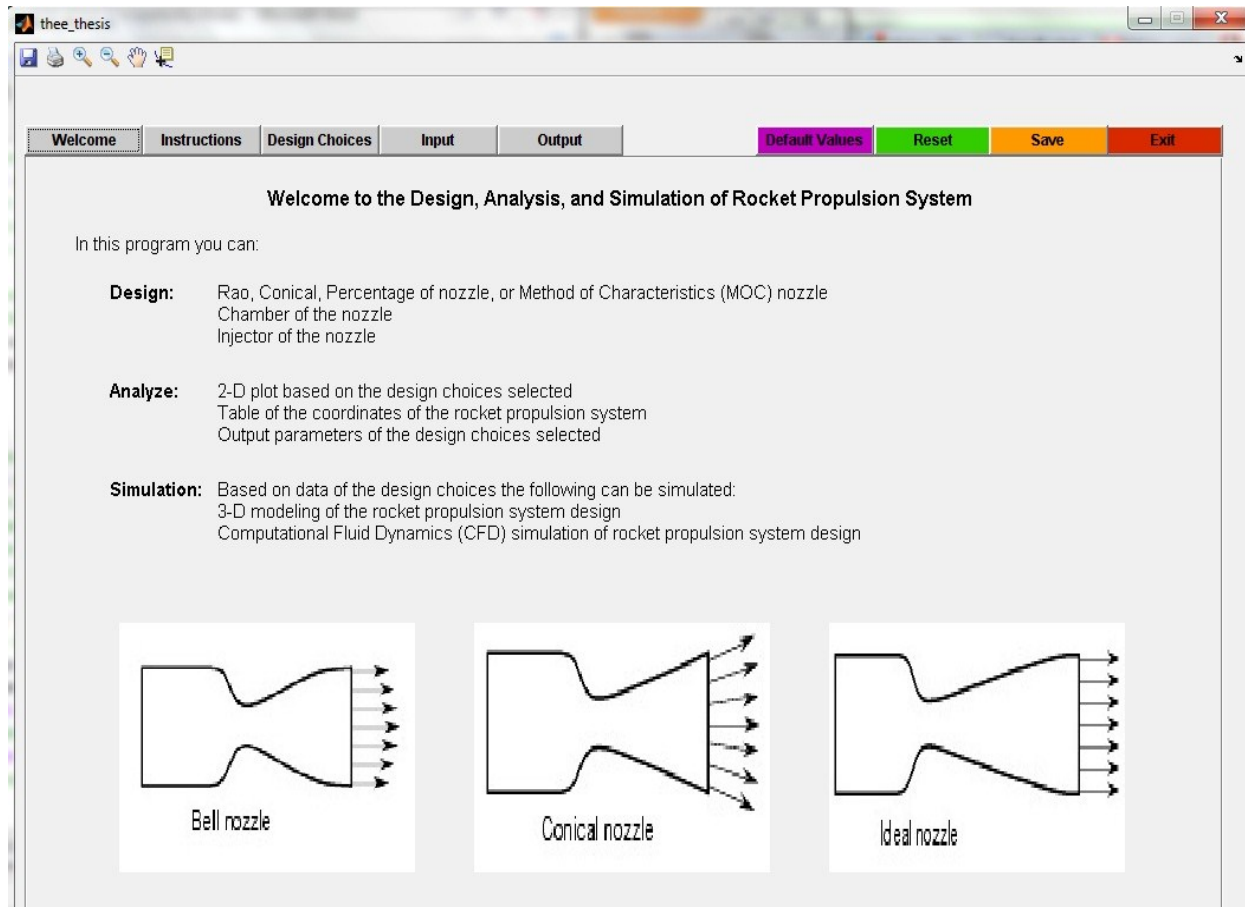 thee_thesis
Welcome Instructions Design Choices Input Output Default Values Reset Save Exit
Welcome to the Design, Analysis, and Simulation of Rocket Propulsion System
In this program you can:
Design: Rao, Conical, Percentage of nozzle, or Method of Characteristics (MOC) nozzle
Chamber of the nozzle
Injector of the nozzle
Analyze: 2-D plot based on the design choices selected
Table of the coordinates of the rocket propulsion system
Output parameters of the design choices selected
Simulation: Based on data of the design choices the following can be simulated:
3-D modeling of the rocket propulsion system design
Computational Fluid Dynamics (CFD) simulation of rocket propulsion system design
Bell nozzle
Conical nozzle
Ideal nozzle